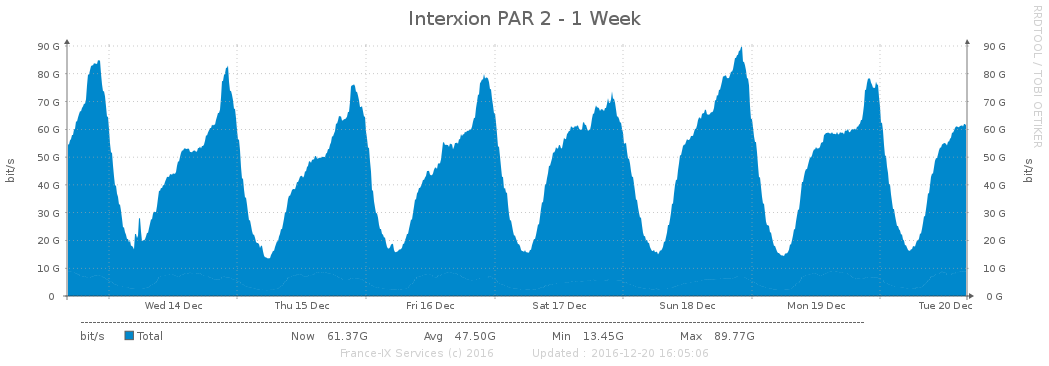 Interxion PAR 2 - 1 Week
RRDTOOL / TOBI OETIKER
90 G 90 G
80 G 80 G
70 G 70 G
60 G 60 G
50 G 50 G
40 G 40 G
30 G 30 G
20 G 20 G
10 G 10 G
0 0 G
bit/s bit/s
Wed 14 Dec Thu 15 Dec Fri 16 Dec Sat 17 Dec Sun 18 Dec Mon 19 Dec Tue 20 Dec
bit/s Total Now 61.37G Avg 47.50G Min 13.45G Max 89.77G
France-IX Services (c) 2016 Updated : 2016-12-20 16:05:06